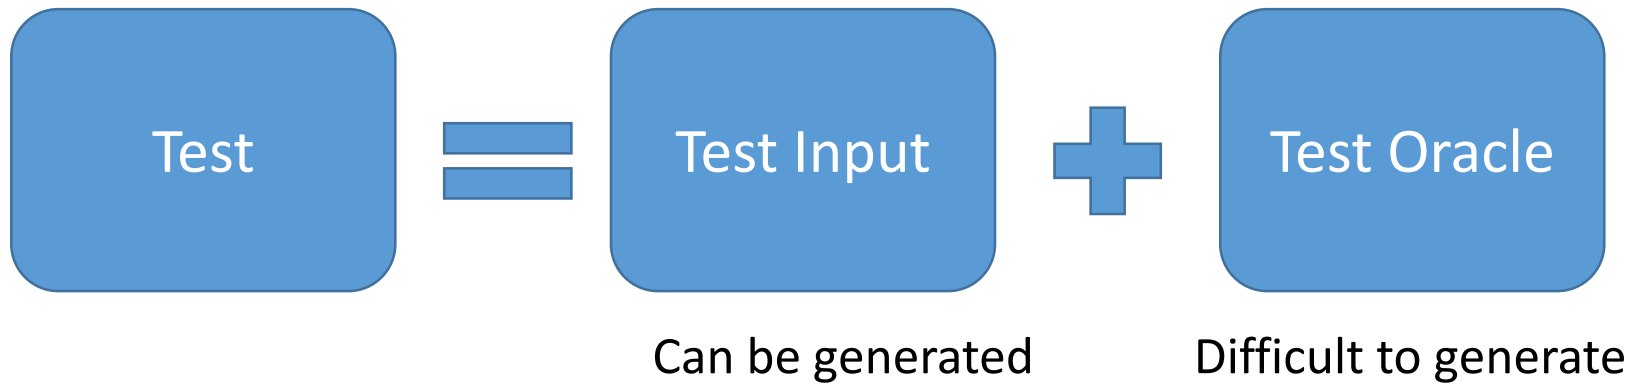 Test
Test Input
Test Oracle
Can be generated
Difficult to generate